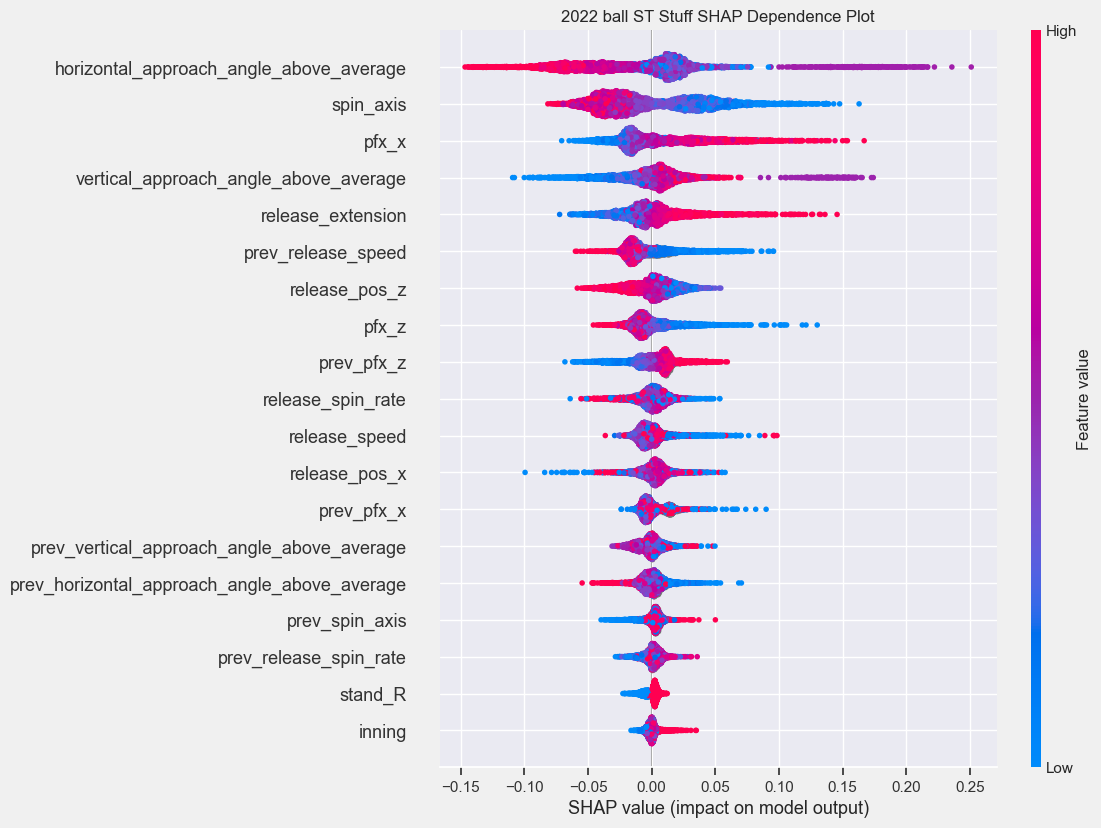 2022 ball ST Stuff SHAP Dependence Plot
horizontal_approach_angle_above_average
spin_axis
pfx_x
vertical_approach_angle_above_average
release_extension
prev_release_speed
release_pos_z
pfx_z
prev_pfx_z
release_spin_rate
release_speed
release_pos_x
prev_pfx_x
prev_vertical_approach_angle_above_average
prev_horizontal_approach_angle_above_average
prev_spin_axis
prev_release_spin_rate
stand_R
inning
−0.15 −0.10 −0.05 0.00 0.05 0.10 0.15 0.20 0.25
SHAP value (impact on model output)
High
Feature value
Low